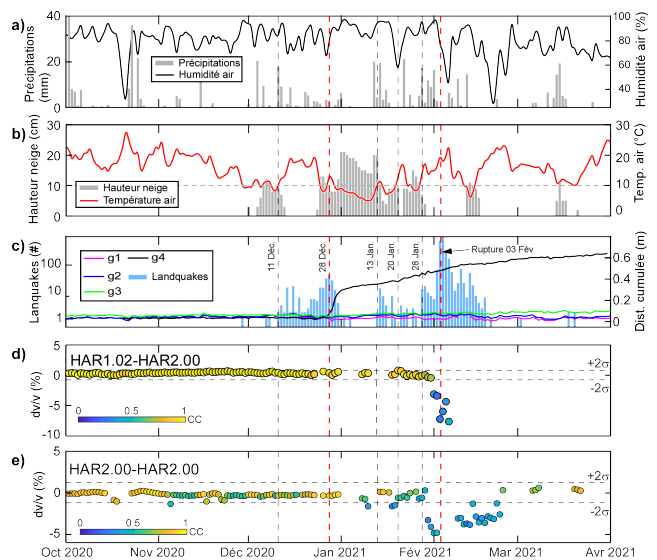 a)
Précipitations
(mm)
40
20
0
Précipitations
Humidité air
100
80
60
40
Humidité air (%)
b)
Hauteur neige (cm)
30
20
10
0
Hauteur neige
Température air
30
20
10
0
Temp. air (°C)
c)
Lanquakes (#)
100
10
1
g1
g2
g3
g4
Landquakes
11 Déc.
28 Déc.
13 Jan.
20 Jan.
28 Jan.
Rupture 03 Fév.
0.6
0.4
0.2
0.0
Dist. cumulée (m)
d)
dv/v (%)
5
0
-5
-10
HAR1.02-HAR2.00
0
0.5
1
CC
+2σ
-2σ
e)
dv/v (%)
5
0
-5
HAR2.00-HAR2.00
0
0.5
1
CC
+2σ
-2σ
Oct 2020
Nov 2020
Déc 2020
Jan 2021
Fév 2021
Mar 2021
Avr 2021